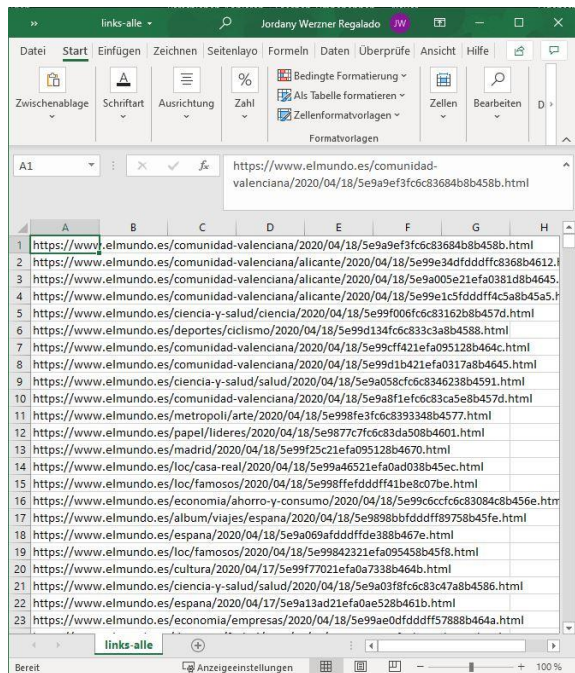 links-alle
Jordany Werzner Regalado
JW
Datei Start Einfügen Zeichnen Seitenlayo Formeln Daten Überprüfe Ansicht Hilfe
Zwischenablage
Schriftart
Ausrichtung
%
Zahl
Bedingte Formatierung
Als Tabelle formatieren
Zellenformatvorlagen
Formatvorlagen
Zellen
Bearbeiten
D
A1
fx
https://www.elmundo.es/comunidad-
valenciana/2020/04/18/5e9a9ef3fc6c83684b8b458b.html
A B C D E F G H
1 https://www.elmundo.es/comunidad-valenciana/2020/04/18/5e9a9ef3fc6c83684b8b458b.html
2 https://www.elmundo.es/comunidad-valenciana/alicante/2020/04/18/5e99e34dfdddffc8368b4612.h
3 https://www.elmundo.es/comunidad-valenciana/alicante/2020/04/18/5e9a005e21efa0381d8b4645.
4 https://www.elmundo.es/comunidad-valenciana/alicante/2020/04/18/5e99e1c5fdddff4c5a8b45a5.h
5 https://www.elmundo.es/ciencia-y-salud/ciencia/2020/04/18/5e99f006fc6c83162b8b457d.html
6 https://www.elmundo.es/deportes/ciclismo/2020/04/18/5e99d134fc6c833c3a8b4588.html
7 https://www.elmundo.es/comunidad-valenciana/2020/04/18/5e99cff421efa095128b464c.html
8 https://www.elmundo.es/comunidad-valenciana/2020/04/18/5e99d1b421efa0317a8b4645.html
9 https://www.elmundo.es/ciencia-y-salud/salud/2020/04/18/5e9a058cfc6c8346238b4591.html
10 https://www.elmundo.es/comunidad-valenciana/2020/04/18/5e9a8f1efc6c83ca5e8b457d.html
11 https://www.elmundo.es/metropoli/arte/2020/04/18/5e998fe3fc6c8393348b4577.html
12 https://www.elmundo.es/papel/lideres/2020/04/18/5e9877c7fc6c83da508b4601.html
13 https://www.elmundo.es/madrid/2020/04/18/5e99f25c21efa095128b4670.html
14 https://www.elmundo.es/loc/casa-real/2020/04/18/5e99a46521efa0ad038b45ec.html
15 https://www.elmundo.es/loc/famosos/2020/04/18/5e998ffefdddff41be8c07be.html
16 https://www.elmundo.es/economia/ahorro-y-consumo/2020/04/18/5e99c6ccfc6c83084c8b456e.htm
17 https://www.elmundo.es/album/viajes/espana/2020/04/18/5e9898bbfdddff89758b45fe.html
18 https://www.elmundo.es/espana/2020/04/18/5e9a069afdddffde388b467e.html
19 https://www.elmundo.es/loc/famosos/2020/04/18/5e99842321efa095458b45f8.html
20 https://www.elmundo.es/cultura/2020/04/17/5e99f77021efa0a7338b464b.html
21 https://www.elmundo.es/ciencia-y-salud/salud/2020/04/18/5e9a03f8fc6c83c47a8b4586.html
22 https://www.elmundo.es/espana/2020/04/17/5e9a13ad21efa0ae528b461b.html
23 https://www.elmundo.es/economia/empresas/2020/04/18/5e99ae0dfdddff57888b464a.html
links-alle
Bereit
Anzeigeeinstellungen
100 %